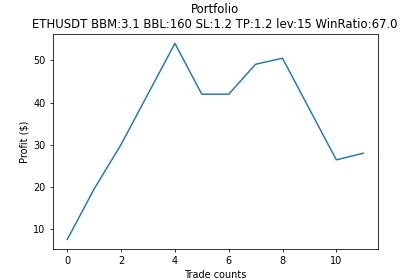 Portfolio
ETHUSDT BBM:3.1 BBL:160 SL:1.2 TP:1.2 lev:15 WinRatio:67.0
50
40
30
20
10
Profit ($)
0 2 4 6 8 10
Trade counts